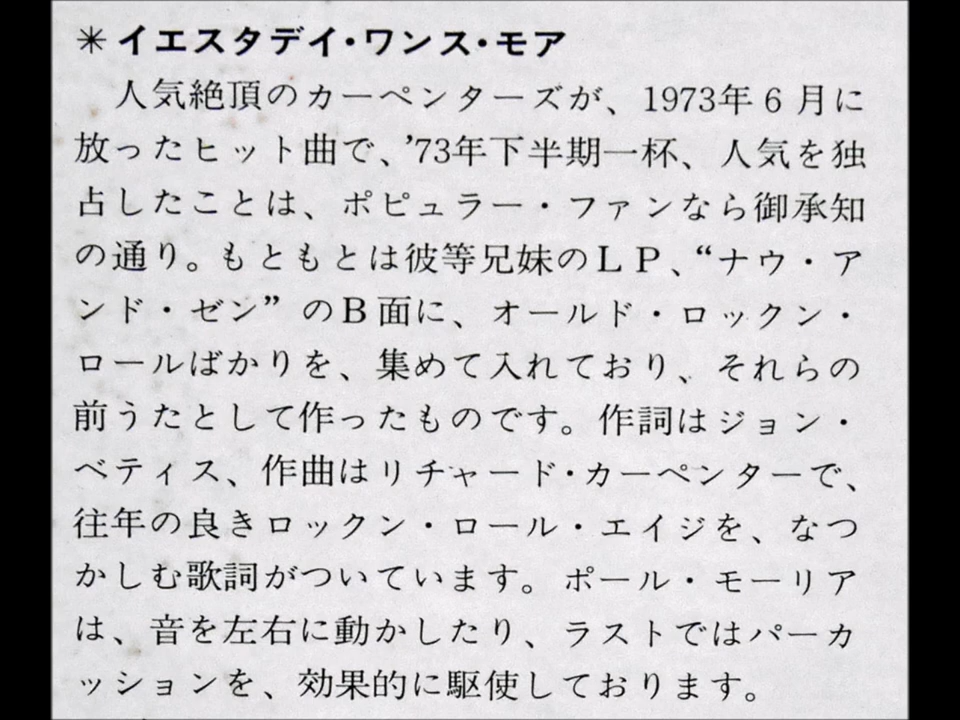 ✳イエスタデイ・ワンス・モア
人気絶頂のカーペンターズが、1973年6月に
放ったヒット曲で、’73年下半期一杯、人気を独
占したことは、ポピュラー・ファンなら御承知
の通り。もともとは彼等兄妹のLP、“ナウ・ア
ンド・ゼン”のB面に、オールド・ロックン・
ロールばかりを、集めて入れており、それらの
前うたとして作ったものです。作詞はジョン・
ベティス、作曲はリチャード・カーペンターで、
往年の良きロックン・ロール・エイジを、なつ
かしむ歌詞がついています。ポール・モーリア
は、音を左右に動かしたり、ラストではパーカ
ッションを、効果的に駆使しております。